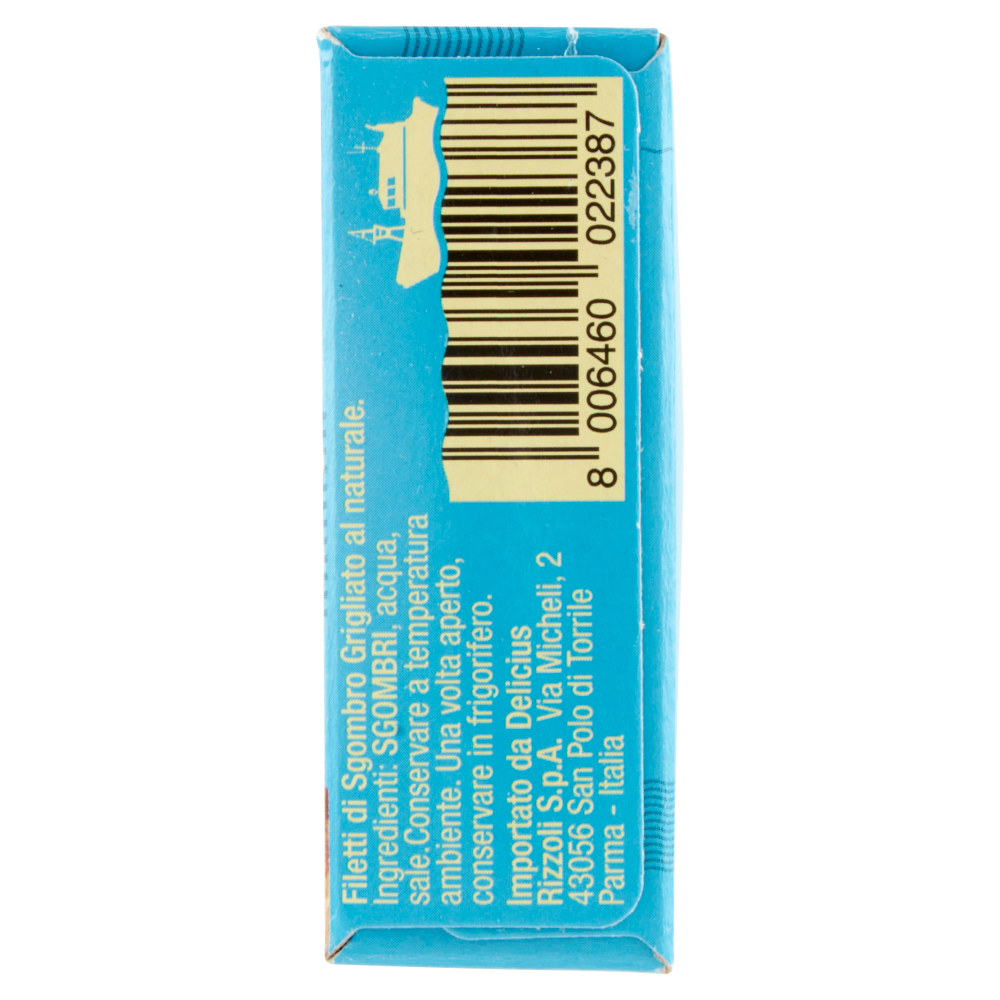 Filetti di Sgombro Grigliato al naturale.
Ingredienti: SGOMBRI, acqua,
sale.Conservare a temperatura
ambiente. Una volta aperto,
conservare in frigorifero.
Importato da Delicius
Rizzoli S.p.A. Via Micheli, 2
43056 San Polo di Torrile
Parma - Italia
8 006460 022387